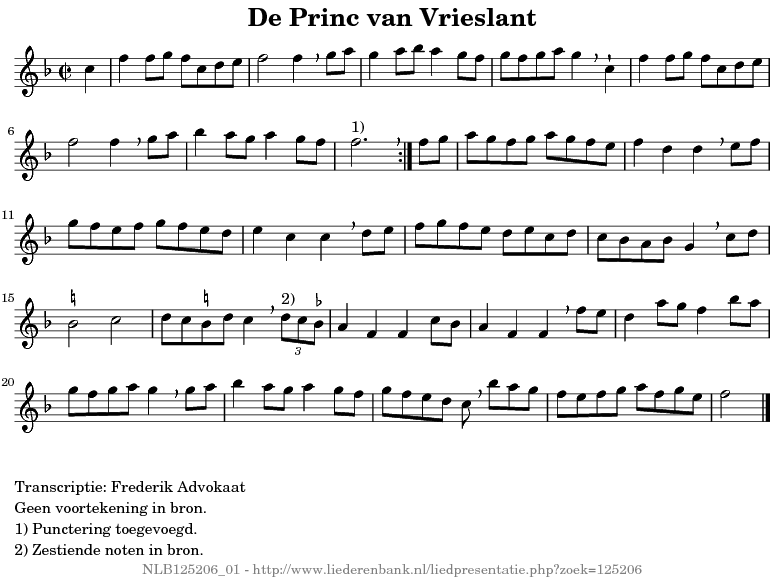 De Princ van Vrieslant
6
1)
11
15
2)
3
20
Transcriptie: Frederik Advokaat
Geen voortekening in bron.
1) Punctering toegevoegd.
2) Zestiende noten in bron.
NLB125206_01 - http://www.liederenbank.nl/liedpresentatie.php?zoek=125206